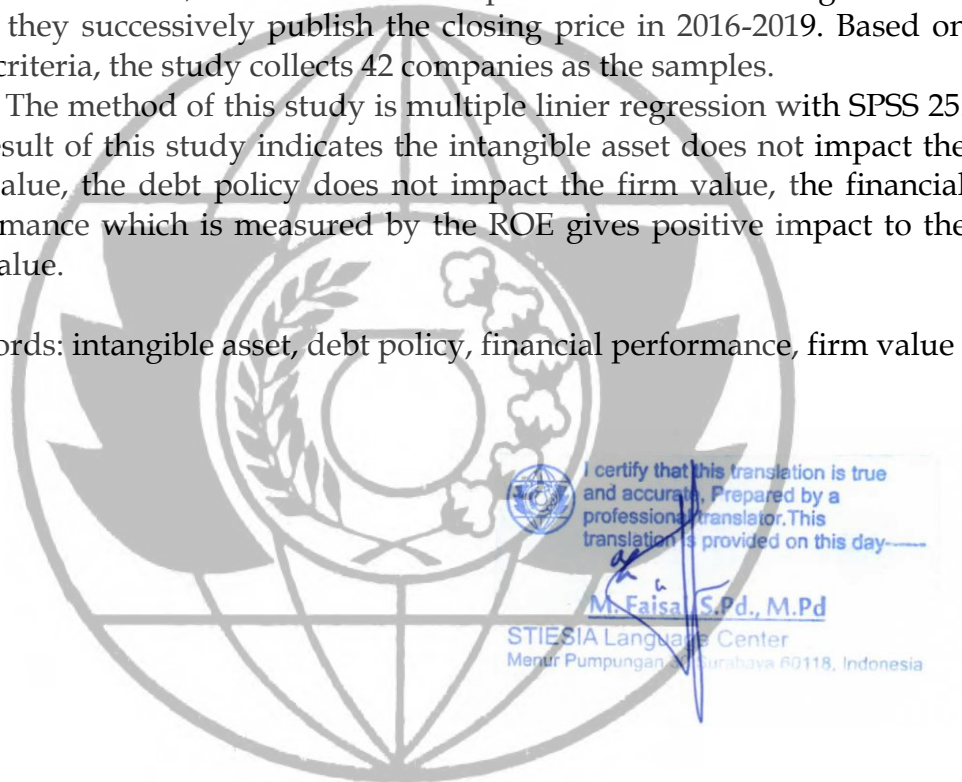 they successively publish the closing price in 2016-2019. Based on
criteria, the study collects 42 companies as the samples.
The method of this study is multiple linier regression with SPSS 25
esult of this study indicates the intangible asset does not impact the
alue, the debt policy does not impact the firm value, the financial
rmance which is measured by the ROE gives positive impact to the
alue.
ords: intangible asset, debt policy, financial performance, firm value
I certify that this translation is true
and accurate, Prepared by a
professional translator.This
translation is provided on this day------
M. Faisal S.Pd., M.Pd
STIESIA Language Center
Menur Pumpungan Surabaya 60118, Indonesia